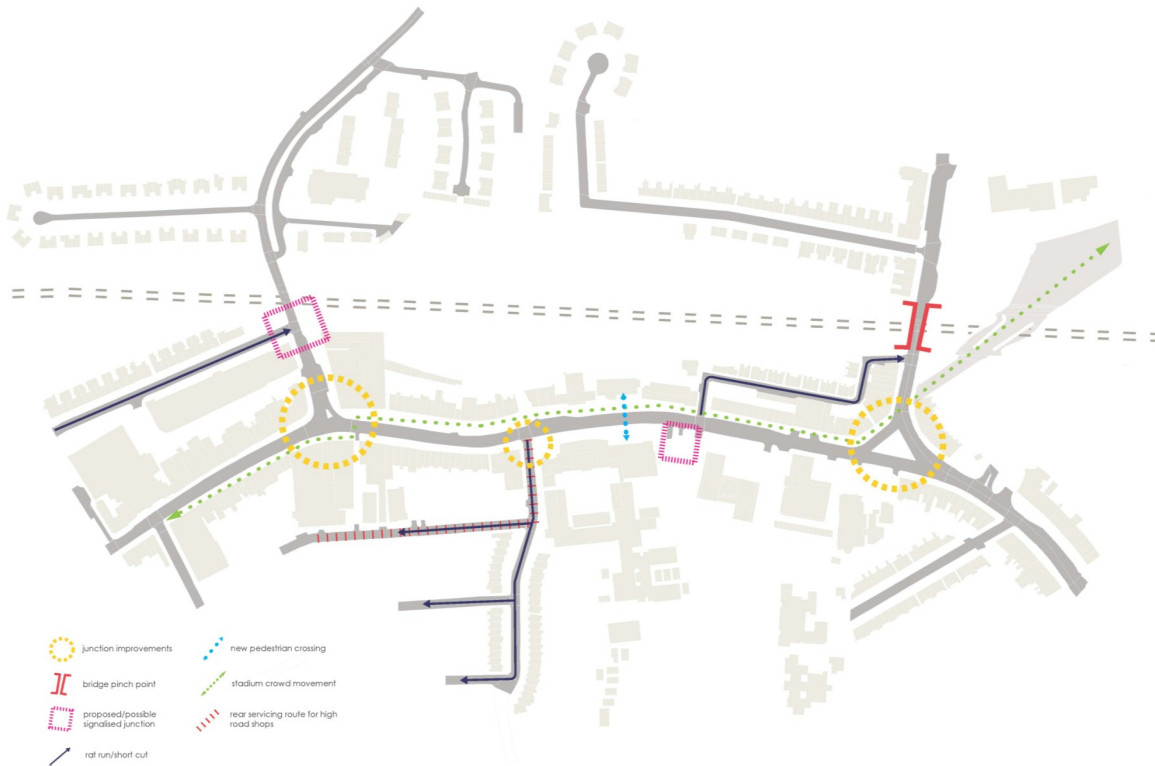 junction improvements
new pedestrian crossing
bridge pinch point
stadium crowd movement
proposed/possible
signalised junction
rear servicing route for high
road shops
rat run/short cut